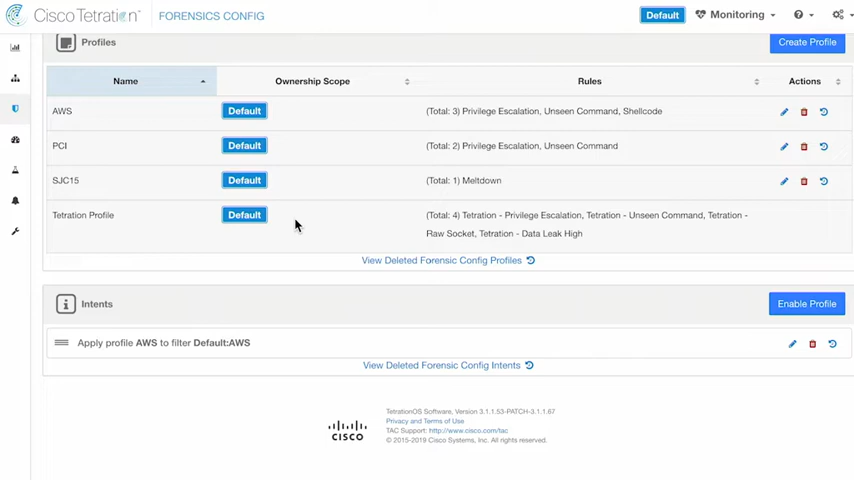 Cisco Tetration™ FORENSICS CONFIG Default Monitoring ?
Profiles Create Profile
Name Ownership Scope Rules Actions
AWS Default (Total: 3) Privilege Escalation, Unseen Command, Shellcode
PCI Default (Total: 2) Privilege Escalation, Unseen Command
SJC15 Default (Total: 1) Meltdown
Tetration Profile Default (Total: 4) Tetration - Privilege Escalation, Tetration - Unseen Command, Tetration -
Raw Socket, Tetration - Data Leak High
View Deleted Forensic Config Profiles
Intents Enable Profile
Apply profile AWS to filter Default:AWS
View Deleted Forensic Config Intents
TetrationOS Software, Version 3.1.1.53-PATCH-3.1.1.67
Privacy and Terms of Use
TAC Support: http://www.cisco.com/tac
© 2015-2019 Cisco Systems, Inc. All rights reserved.
CISCO